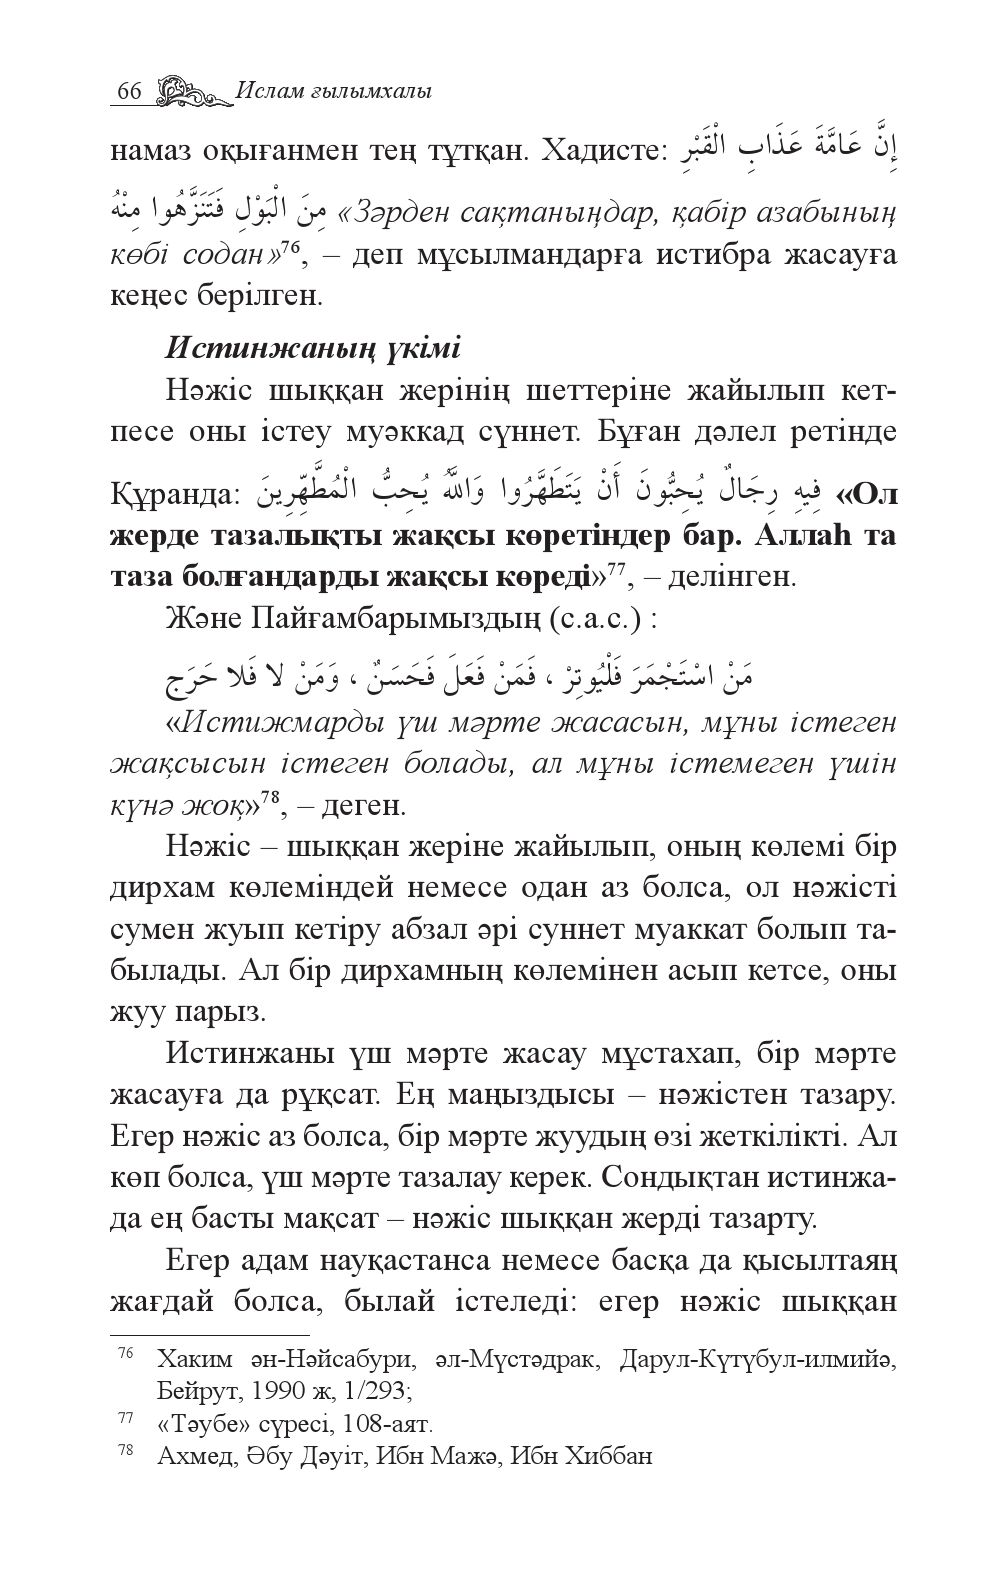 66 Ислам ғылымхалы
намаз оқығанмен тең тұтқан. Хадисте: إِنَّ عَامَّةَ عَذَابِ الْقَبْرِ
مِنَ الْبَوْلِ فَتَنَزَّهُوا مِنْهُ «Зәрден сақтаныңдар, қабір азабының
көбі содан»76, – деп мұсылмандарға истибра жасауға
кеңес берілген.
Истинжаның үкімі
Нәжіс шыққан жерінің шеттеріне жайылып кет-
песе оны істеу муәккад сүннет. Бұған дәлел ретінде
Құранда: فِيهِ رِجَالٌ يُحِبُّونَ أَنْ يَتَطَهَّرُوا وَاللَّهُ يُحِبُّ الْمُطَّهِّرِينَ «Ол
жерде тазалықты жақсы көретіндер бар. Аллаһ та
таза болғандарды жақсы көреді»77, – делінген.
Және Пайғамбарымыздың (с.а.с.) :
مَنْ اسْتَجْمَرَ فَلْيُوتِرْ ، فَمَنْ فَعَلَ فَحَسَنٌ ، وَمَنْ لا فَلا حَرَج
«Истижмарды үш мәрте жасасын, мұны істеген
жақсысын істеген болады, ал мұны істемеген үшін
күнә жоқ»78, – деген.
Нәжіс – шыққан жеріне жайылып, оның көлемі бір
дирхам көлеміндей немесе одан аз болса, ол нәжісті
сумен жуып кетіру абзал әрі суннет муаккат болып та-
былады. Ал бір дирхамның көлемінен асып кетсе, оны
жуу парыз.
Истинжаны үш мәрте жасау мұстахап, бір мәрте
жасауға да рұқсат. Ең маңыздысы – нәжістен тазару.
Егер нәжіс аз болса, бір мәрте жуудың өзі жеткілікті. Ал
көп болса, үш мәрте тазалау керек. Сондықтан истинжа-
да ең басты мақсат – нәжіс шыққан жерді тазарту.
Егер адам науқастанса немесе басқа да қысылтаяң
жағдай болса, былай істеледі: егер нәжіс шыққан
76 Хаким ән-Нәйсабури, әл-Мүстәдрак, Дарул-Күтүбул-илмийә,
Бейрут, 1990 ж, 1/293;
77 «Тәубе» сүресі, 108-аят.
78 Ахмед, Әбу Дәуіт, Ибн Мажә, Ибн Хиббан